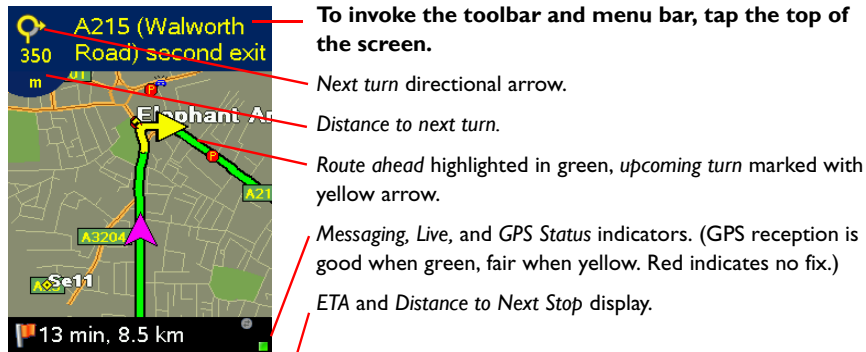 A215 (Walworth
Road) second exit
350
m
01
Elephant An
A21
A3204
Se11
13 min, 8.5 km
To invoke the toolbar and menu bar, tap the top of
the screen.
Next turn directional arrow.
Distance to next turn.
Route ahead highlighted in green, upcoming turn marked with
yellow arrow.
Messaging, Live, and GPS Status indicators. (GPS reception is
good when green, fair when yellow. Red indicates no fix.)
ETA and Distance to Next Stop display.